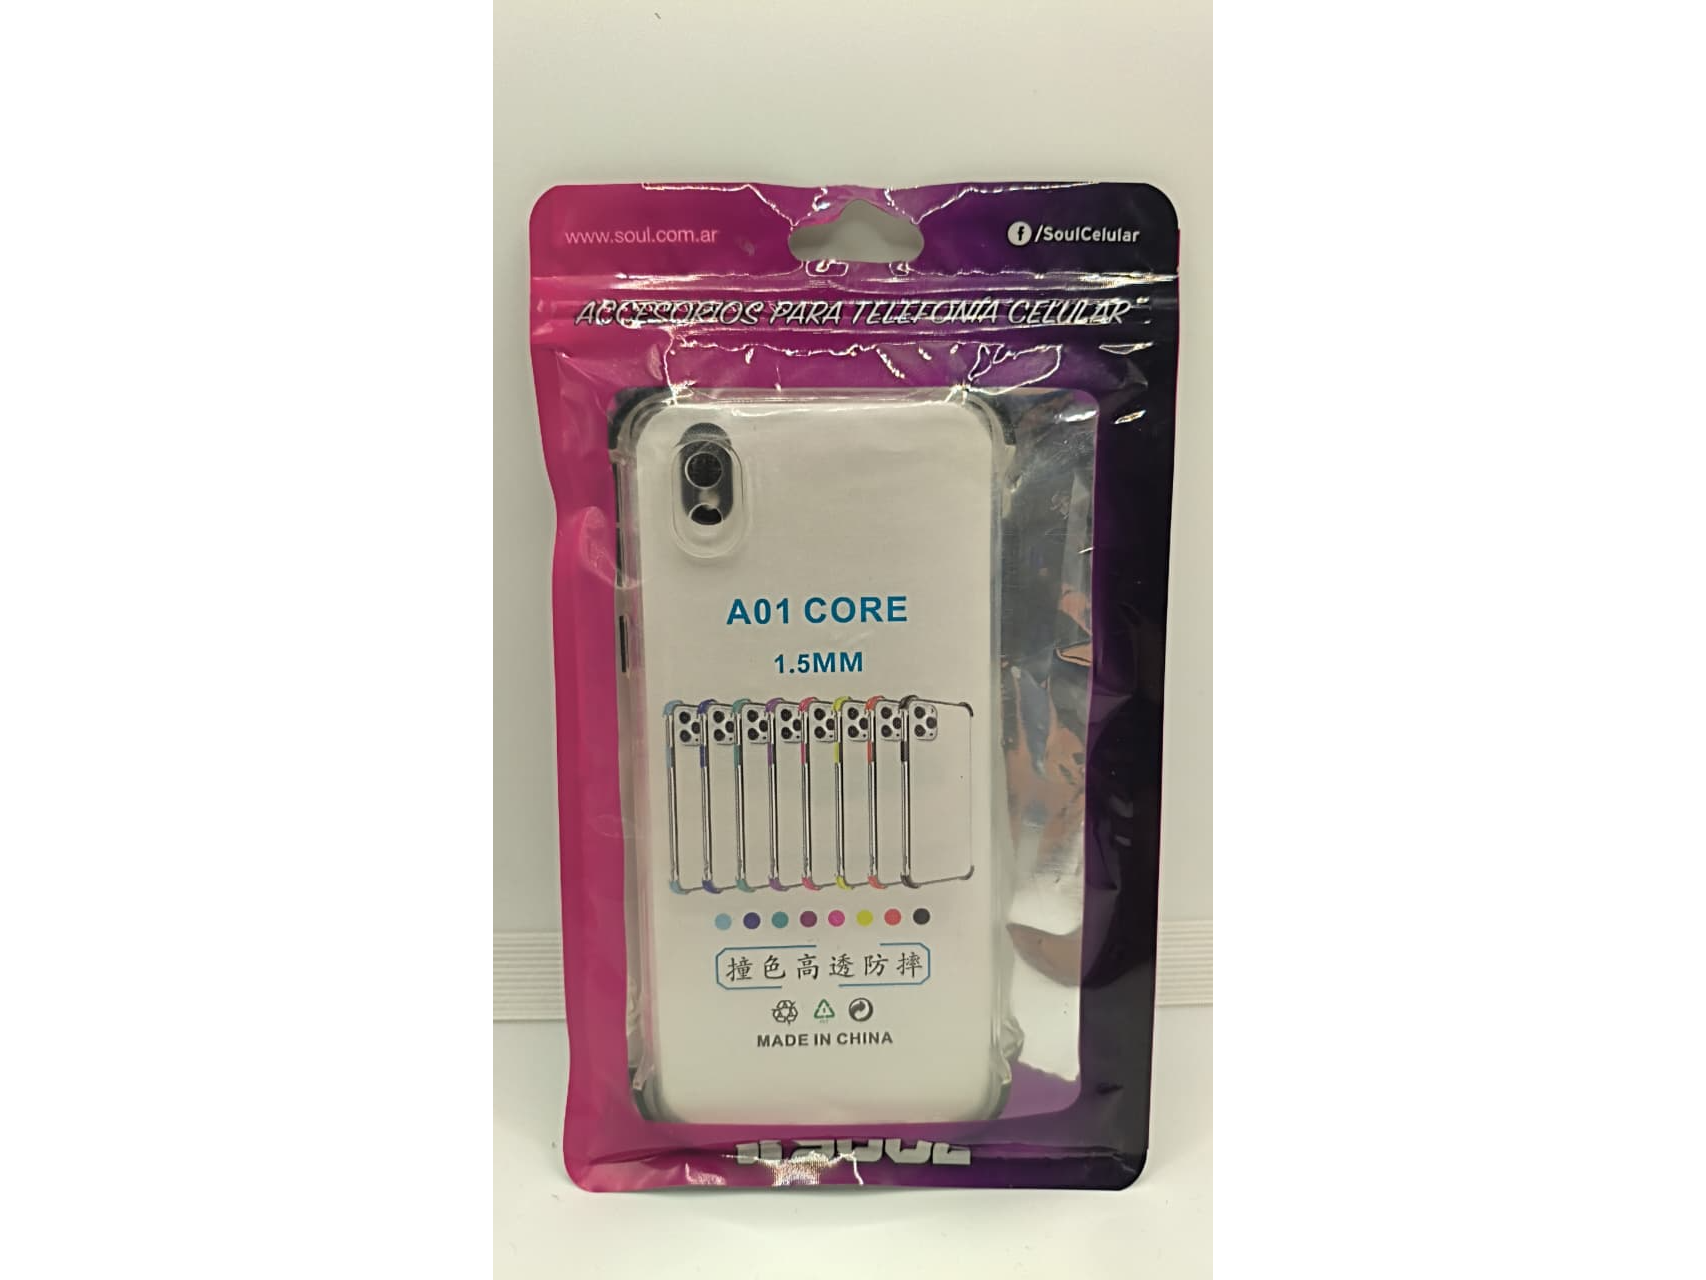 www.soul.com.ar
f/SoulCelular
ACCESORIOS PARA TELEFONÍA CELULAR
A01 CORE
1.5MM
撞色高透防摔
MADE IN CHINA